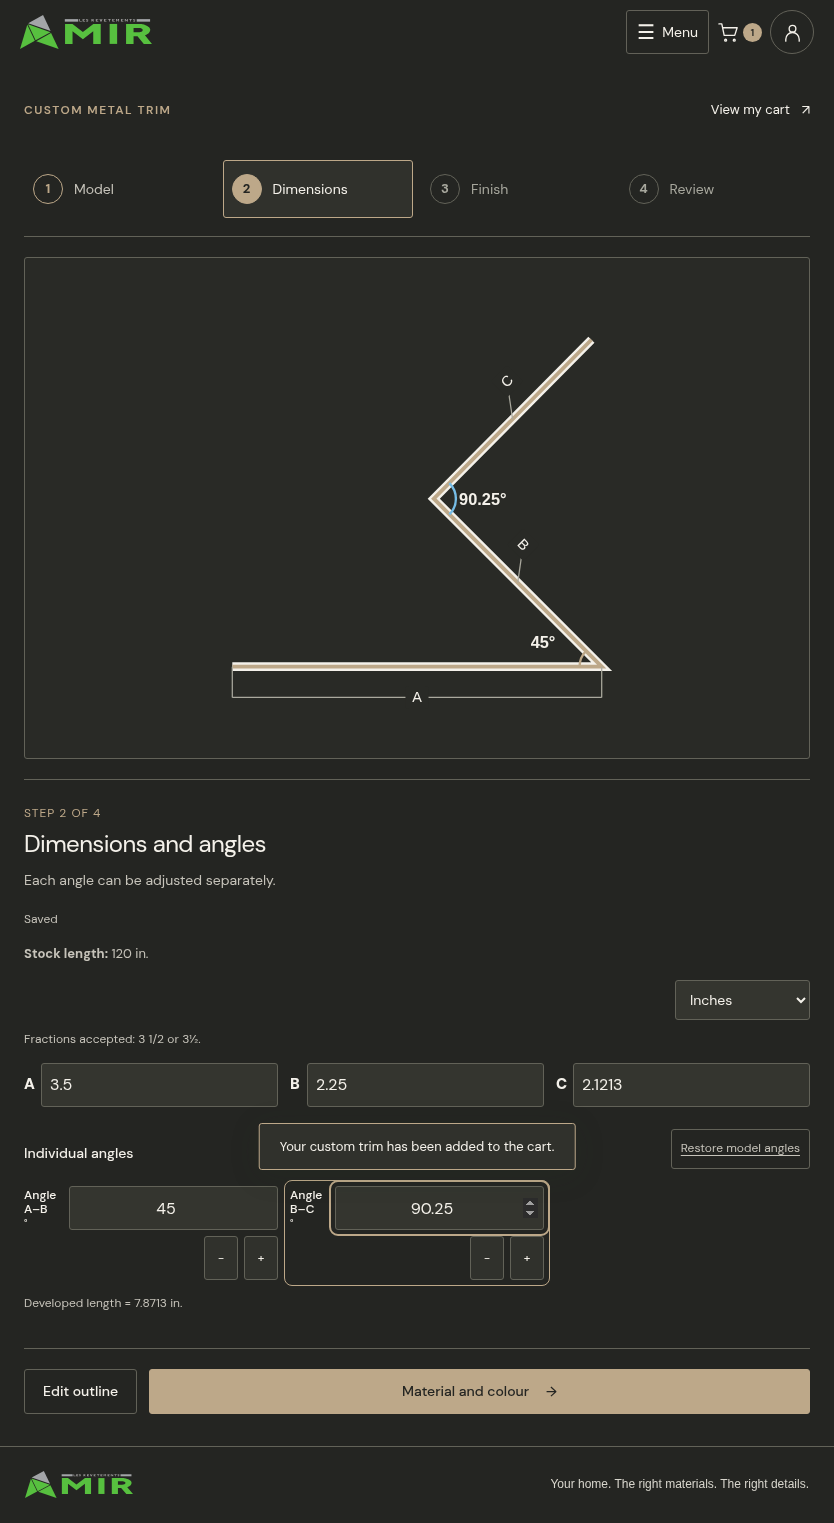 LES REVETEMENTS
MIR
Menu
1
CUSTOM METAL TRIM
View my cart
1 Model
2 Dimensions
3 Finish
4 Review
C
90.25°
B
45°
A
STEP 2 OF 4
Dimensions and angles
Each angle can be adjusted separately.
Saved
Stock length: 120 in.
Inches
Fractions accepted: 3 1/2 or 3½.
A 3.5
B 2.25
C 2.1213
Your custom trim has been added to the cart.
Individual angles
Restore model angles
Angle
A–B
°
45
Angle
B–C
°
90.25
- +
- +
Developed length = 7.8713 in.
Edit outline
Material and colour →
LES REVETEMENTS
MIR
Your home. The right materials. The right details.